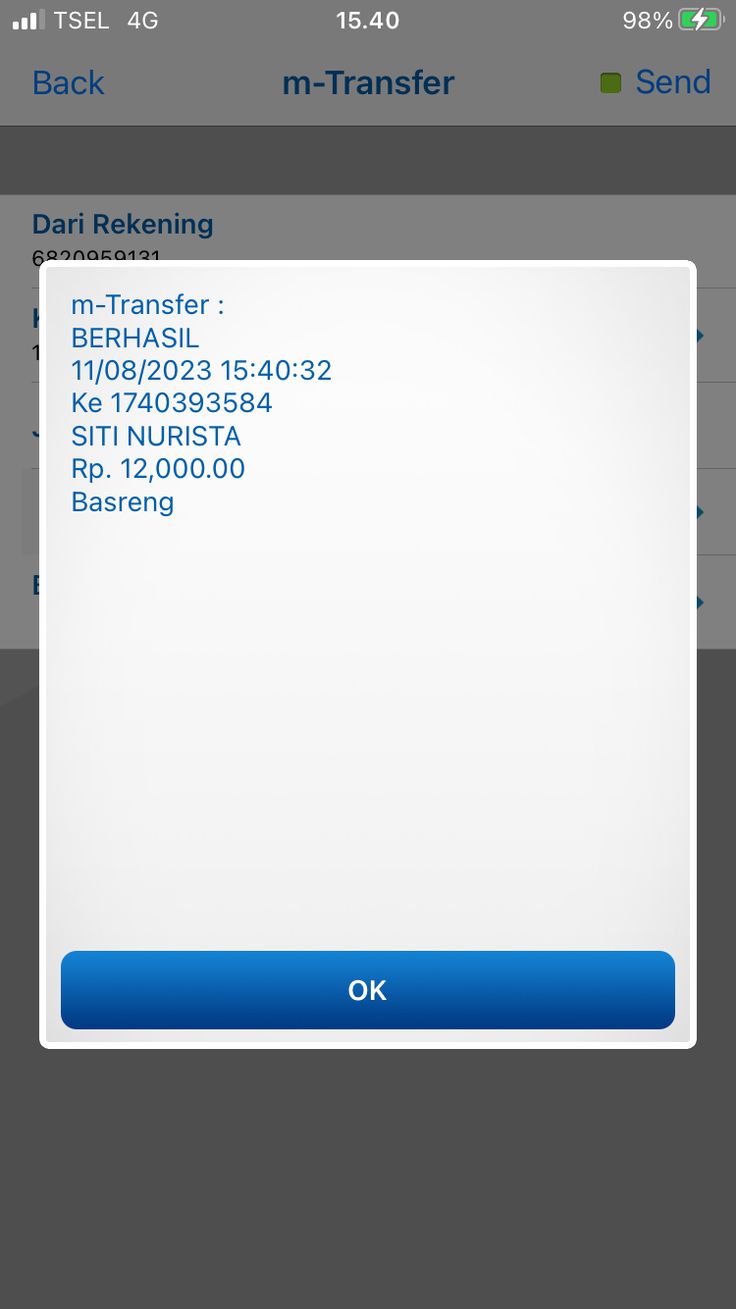 TSEL 4G 15.40 98%
Back m-Transfer Send
Dari Rekening
6820959131
m-Transfer :
BERHASIL
11/08/2023 15:40:32
Ke 1740393584
SITI NURISTA
Rp. 12,000.00
Basreng
OK